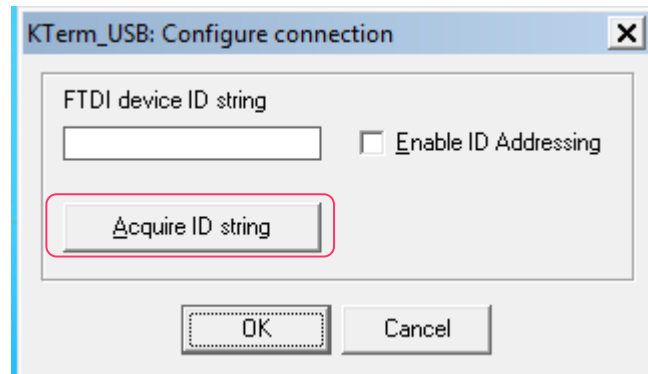 KTerm_USB: Configure connection
FTDI device ID string
Enable ID Addressing
Acquire ID string
OK Cancel